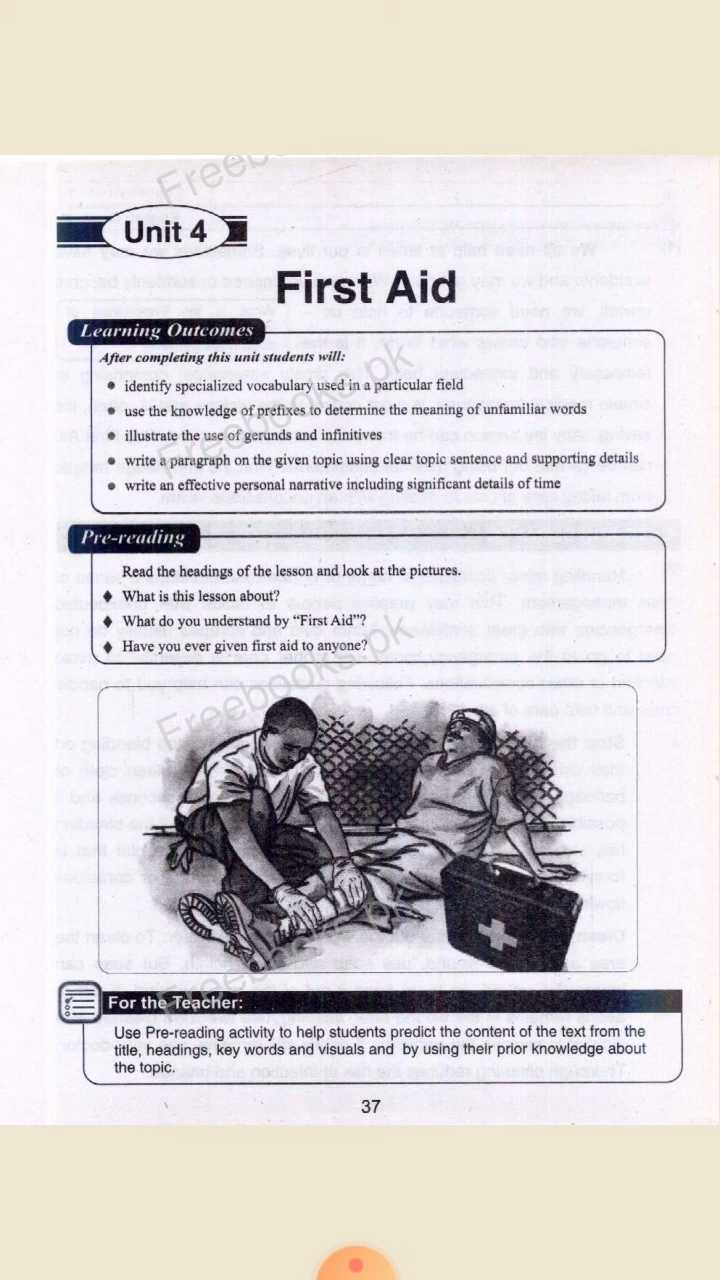 Unit 4
First Aid
Learning Outcomes
After completing this unit students will:
• identify specialized vocabulary used in a particular field
• use the knowledge of prefixes to determine the meaning of unfamiliar words
• illustrate the use of gerunds and infinitives
• write a paragraph on the given topic using clear topic sentence and supporting details
• write an effective personal narrative including significant details of time
Pre-reading
Read the headings of the lesson and look at the pictures.
♦ What is this lesson about?
♦ What do you understand by “First Aid”?
♦ Have you ever given first aid to anyone?
Freebooks.pk
Freebooks.pk
For the Teacher:
Use Pre-reading activity to help students predict the content of the text from the
title, headings, key words and visuals and by using their prior knowledge about
the topic.
37